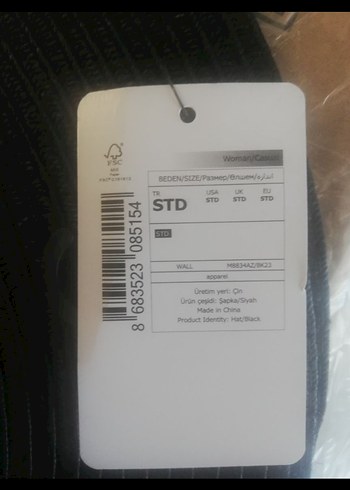 Woman/Casual
FSC
MIX
BEDEN/SIZE/Размер/
TR USA UK EU
STD STD STD STD
STD
WALL M8834AZ/BK23
apparel
Üretim yeri: Çin
Ürün çeşidi: Şapka/Siyah
Made in China
Product Identity: Hat/Black
8 683523 085154